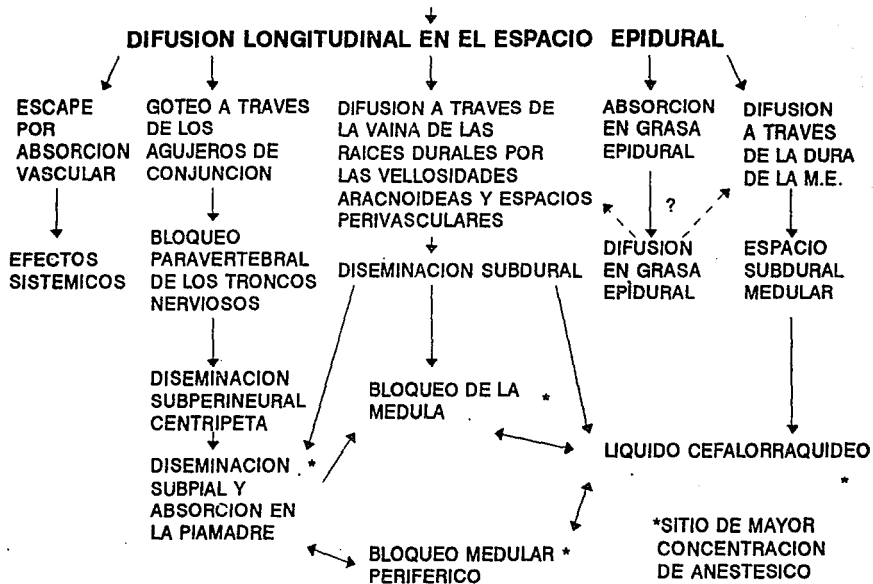 DIFUSION LONGITUDINAL EN EL ESPACIO EPIDURAL
ESCAPE
POR
ABSORCION
VASCULAR
EFECTOS
SISTEMICOS
GOTEO A TRAVES
DE LOS
AGUJEROS DE
CONJUNCION
BLOQUEO
PARAVERTEBRAL
DE LOS TRONCOS
NERVIOSOS
DISEMINACION
SUBPERINEURAL
CENTRIPETA
DISEMINACION *
SUBPIAL Y
ABSORCION EN
LA PIAMADRE
DIFUSION A TRAVES DE
LA VAINA DE LAS
RAICES DURALES POR
LAS VELLOSIDADES
ARACNOIDEAS Y ESPACIOS
PERIVASCULARES
DISEMINACION SUBDURAL
BLOQUEO DE LA *
MEDULA
BLOQUEO MEDULAR *
PERIFERICO
ABSORCION
EN GRASA
EPIDURAL
?
DIFUSION
EN GRASA
EPIDURAL
DIFUSION
A TRAVES
DE LA DURA
DE LA M.E.
ESPACIO
SUBDURAL
MEDULAR
LIQUIDO CEFALORRAQUIDEO
*
*SITIO DE MAYOR
CONCENTRACION
DE ANESTESICO